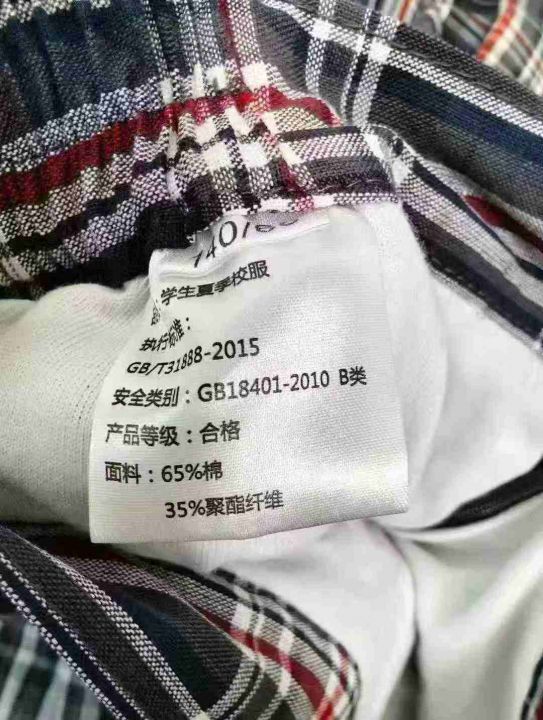 学生夏季校服
执行标准：
GB/T31888-2015
安全类别：GB18401-2010 B类
产品等级：合格
面料：65%棉
35%聚酯纤维